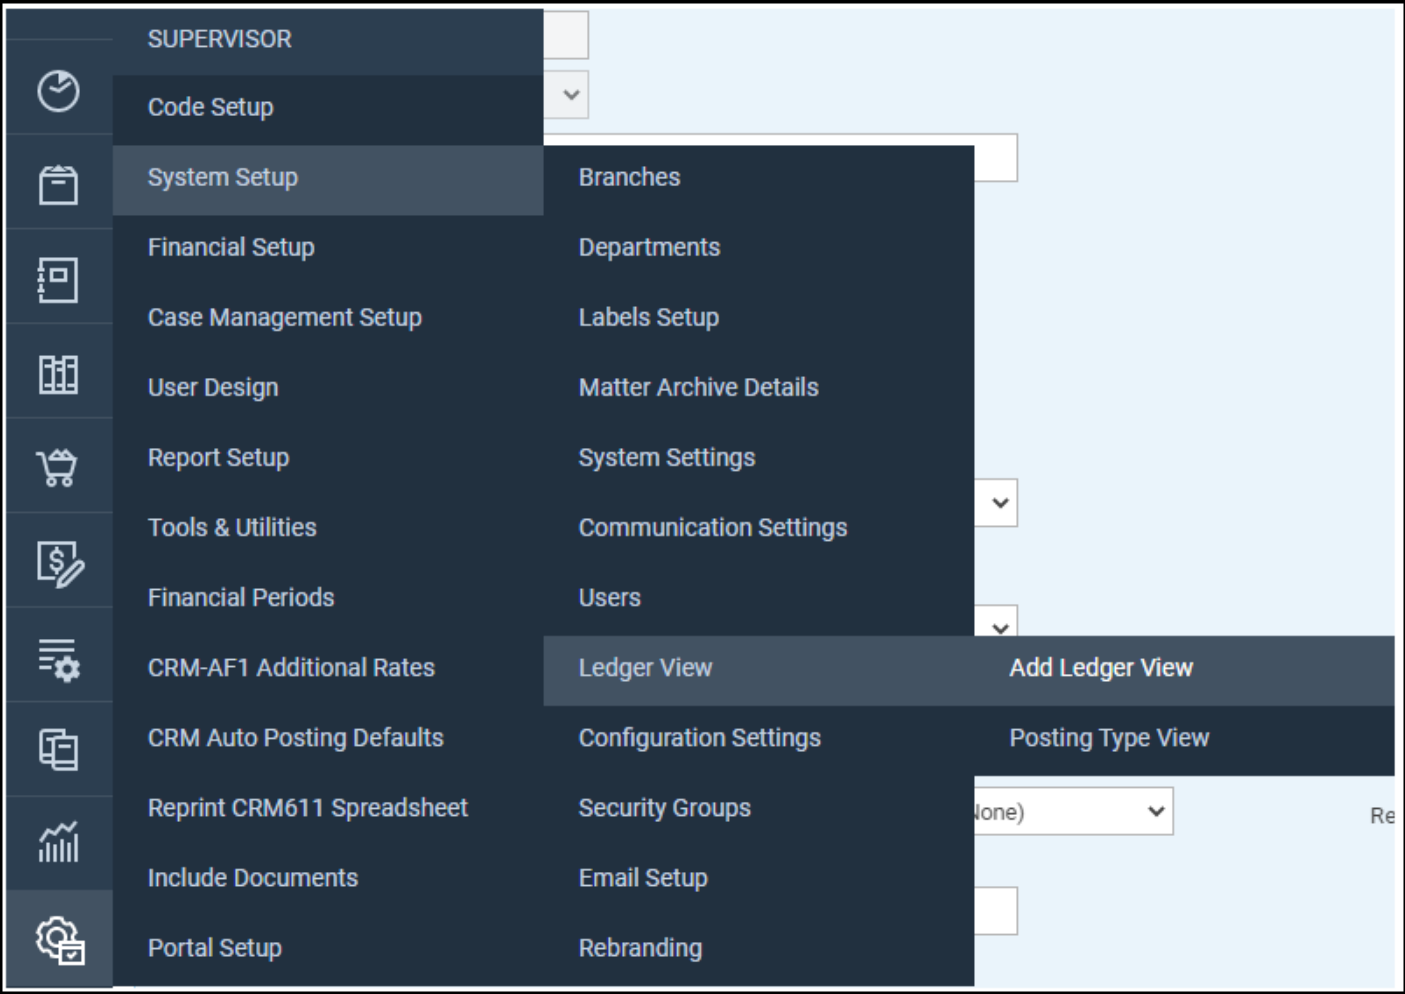 SUPERVISOR
Code Setup
System Setup
Financial Setup
Case Management Setup
User Design
Report Setup
Tools & Utilities
Financial Periods
CRM-AF1 Additional Rates
CRM Auto Posting Defaults
Reprint CRM611 Spreadsheet
Include Documents
Portal Setup
Branches
Departments
Labels Setup
Matter Archive Details
System Settings
Communication Settings
Users
Ledger View
Configuration Settings
Security Groups
Email Setup
Rebranding
Add Ledger View
Posting Type View
None)
Re